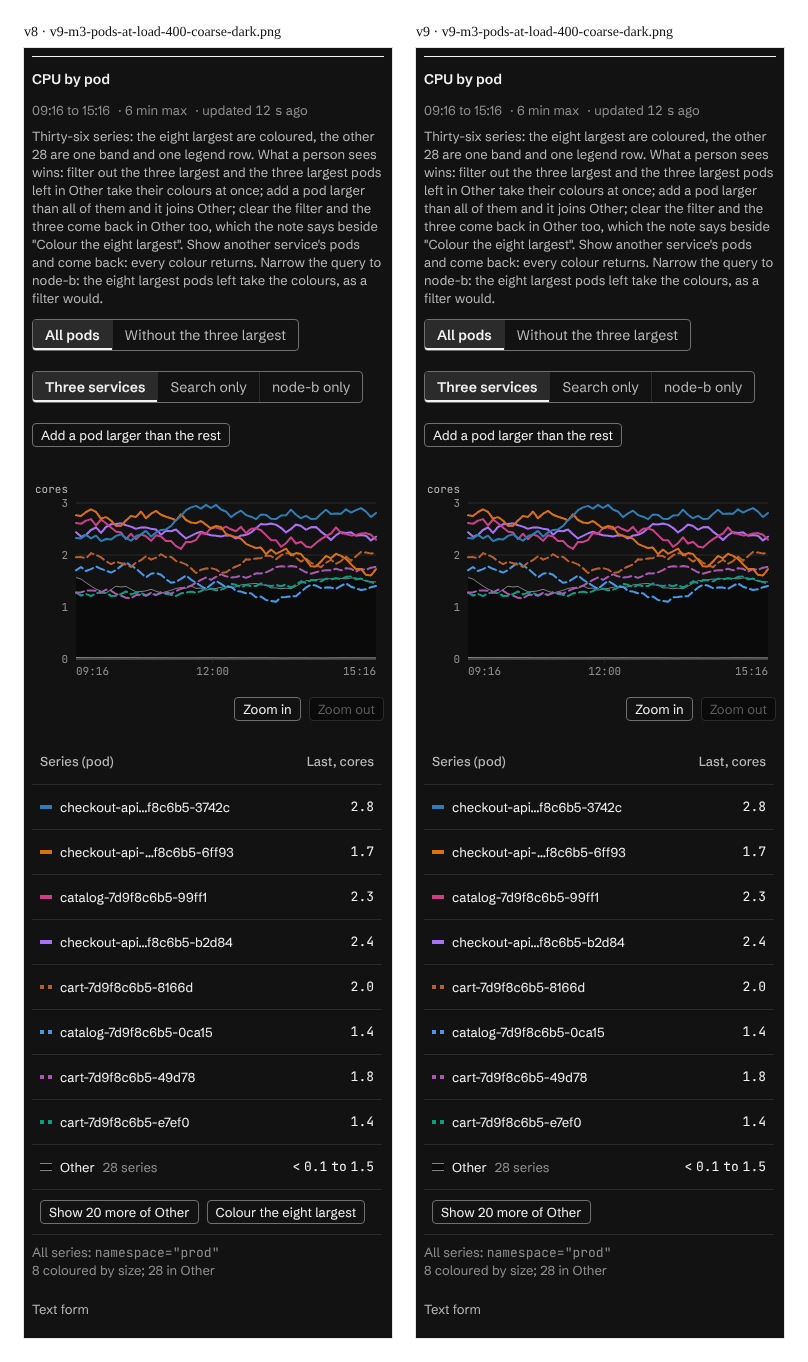 v8 · v9-m3-pods-at-load-400-coarse-dark.png
CPU by pod
09:16 to 15:16 · 6 min max · updated 12 s ago
Thirty-six series: the eight largest are coloured, the other
28 are one band and one legend row. What a person sees
wins: filter out the three largest and the three largest pods
left in Other take their colours at once; add a pod larger
than all of them and it joins Other; clear the filter and the
three come back in Other too, which the note says beside
"Colour the eight largest". Show another service's pods
and come back: every colour returns. Narrow the query to
node-b: the eight largest pods left take the colours, as a
filter would.
All pods Without the three largest
Three services Search only node-b only
Add a pod larger than the rest
cores
3
2
1
0
09:16 12:00 15:16
Zoom in Zoom out
Series (pod) Last, cores
checkout-api…f8c6b5-3742c 2.8
checkout-api-…f8c6b5-6ff93 1.7
catalog-7d9f8c6b5-99ff1 2.3
checkout-api…f8c6b5-b2d84 2.4
cart-7d9f8c6b5-8166d 2.0
catalog-7d9f8c6b5-0ca15 1.4
cart-7d9f8c6b5-49d78 1.8
cart-7d9f8c6b5-e7ef0 1.4
Other 28 series < 0.1 to 1.5
Show 20 more of Other Colour the eight largest
All series: namespace="prod"
8 coloured by size; 28 in Other
Text form
v9 · v9-m3-pods-at-load-400-coarse-dark.png
CPU by pod
09:16 to 15:16 · 6 min max · updated 12 s ago
Thirty-six series: the eight largest are coloured, the other
28 are one band and one legend row. What a person sees
wins: filter out the three largest and the three largest pods
left in Other take their colours at once; add a pod larger
than all of them and it joins Other; clear the filter and the
three come back in Other too, which the note says beside
"Colour the eight largest". Show another service's pods
and come back: every colour returns. Narrow the query to
node-b: the eight largest pods left take the colours, as a
filter would.
All pods Without the three largest
Three services Search only node-b only
Add a pod larger than the rest
cores
3
2
1
0
09:16 12:00 15:16
Zoom in Zoom out
Series (pod) Last, cores
checkout-api…f8c6b5-3742c 2.8
checkout-api-…f8c6b5-6ff93 1.7
catalog-7d9f8c6b5-99ff1 2.3
checkout-api…f8c6b5-b2d84 2.4
cart-7d9f8c6b5-8166d 2.0
catalog-7d9f8c6b5-0ca15 1.4
cart-7d9f8c6b5-49d78 1.8
cart-7d9f8c6b5-e7ef0 1.4
Other 28 series < 0.1 to 1.5
Show 20 more of Other
All series: namespace="prod"
8 coloured by size; 28 in Other
Text form